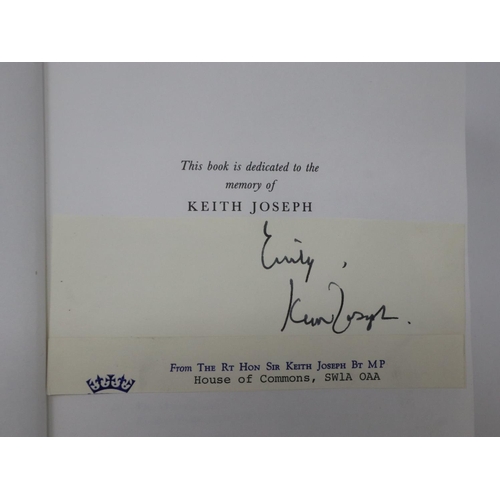 This book is dedicated to the
memory of
KEITH JOSEPH
Emily,
Keith Joseph.
From THE RT HON SIR KEITH JOSEPH BT MP
House of Commons, SW1A OAA